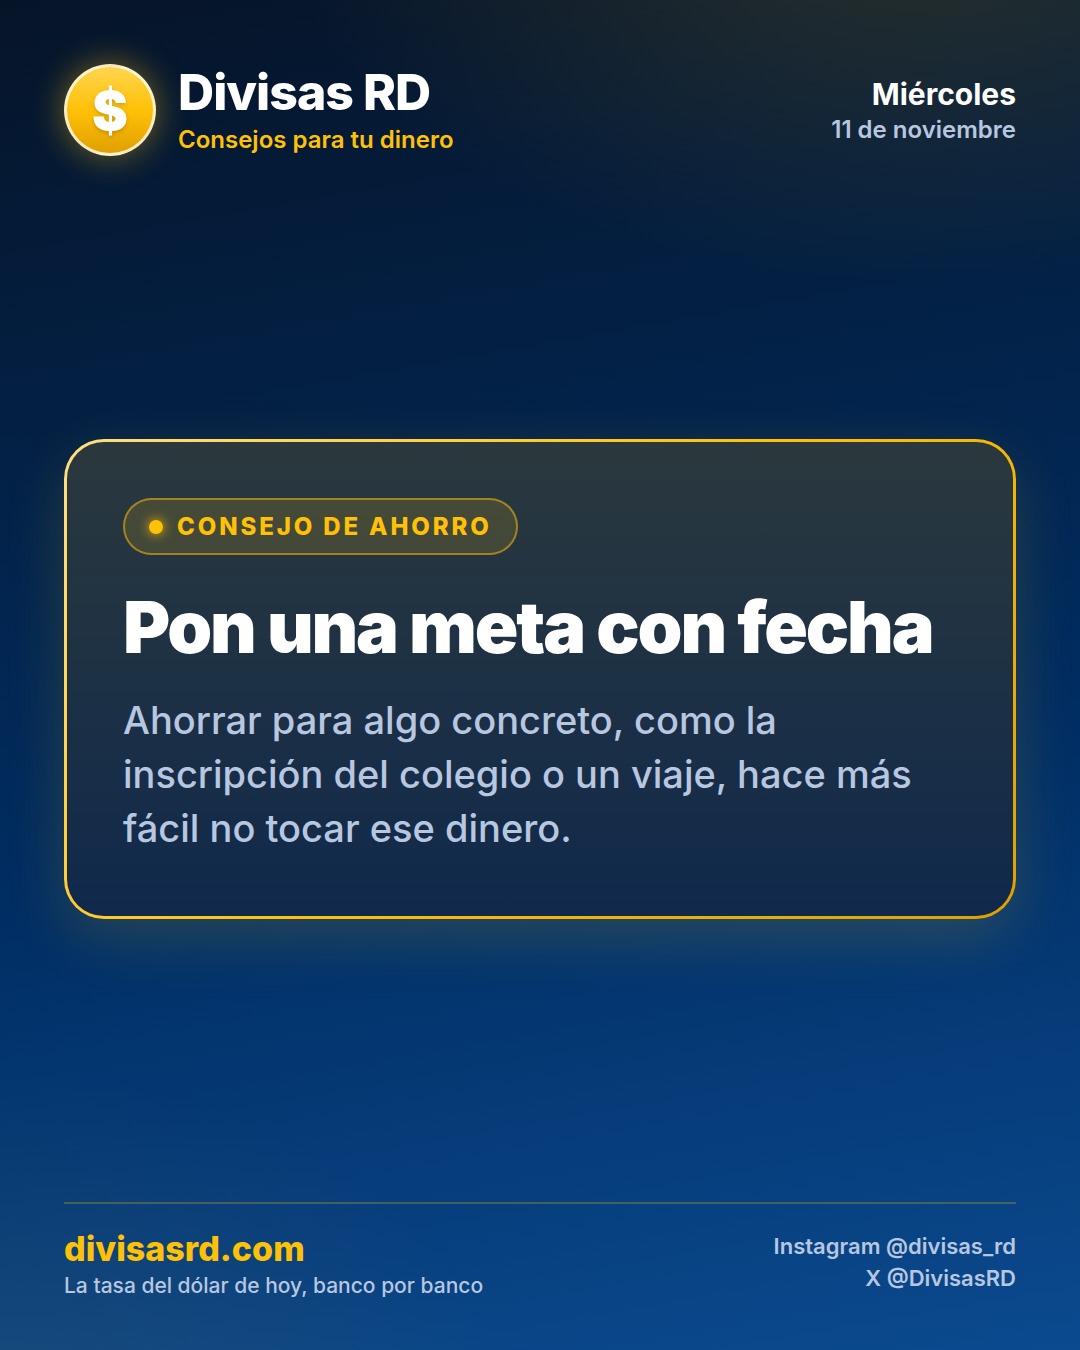 $
Divisas RD
Consejos para tu dinero
Miércoles
11 de noviembre
CONSEJO DE AHORRO
Pon una meta con fecha
Ahorrar para algo concreto, como la
inscripción del colegio o un viaje, hace más
fácil no tocar ese dinero.
divisasrd.com
La tasa del dólar de hoy, banco por banco
Instagram @divisas_rd
X @DivisasRD